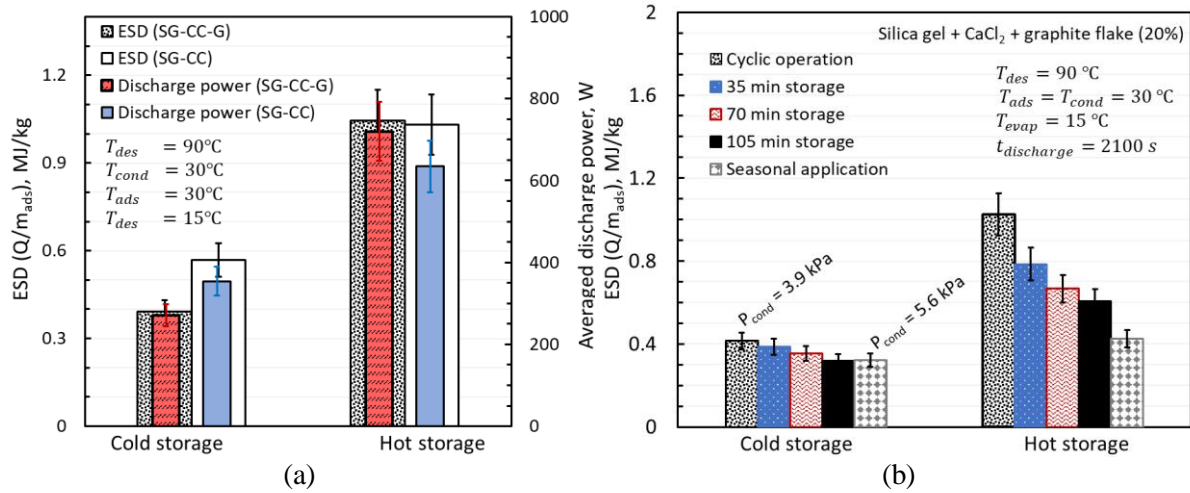 (a)
ESD (Q/m_ads), MJ/kg
1.2
0.9
0.6
0.3
0
ESD (SG-CC-G)
ESD (SG-CC)
Discharge power (SG-CC-G)
Discharge power (SG-CC)
T_des = 90℃
T_cond = 30℃
T_ads = 30℃
T_des = 15℃
1000
800
600
400
200
0
Averaged discharge power, W
Cold storage
Hot storage
(a)
(b)
ESD (Q/m_ads), MJ/kg
2
1.6
1.2
0.8
0.4
0
Silica gel + CaCl₂ + graphite flake (20%)
Cyclic operation
35 min storage
70 min storage
105 min storage
Seasonal application
T_des = 90 ℃
T_ads = T_cond = 30 ℃
T_evap = 15 ℃
t_discharge = 2100 s
P_cond = 3.9 kPa
P_cond = 5.6 kPa
Cold storage
Hot storage
(b)